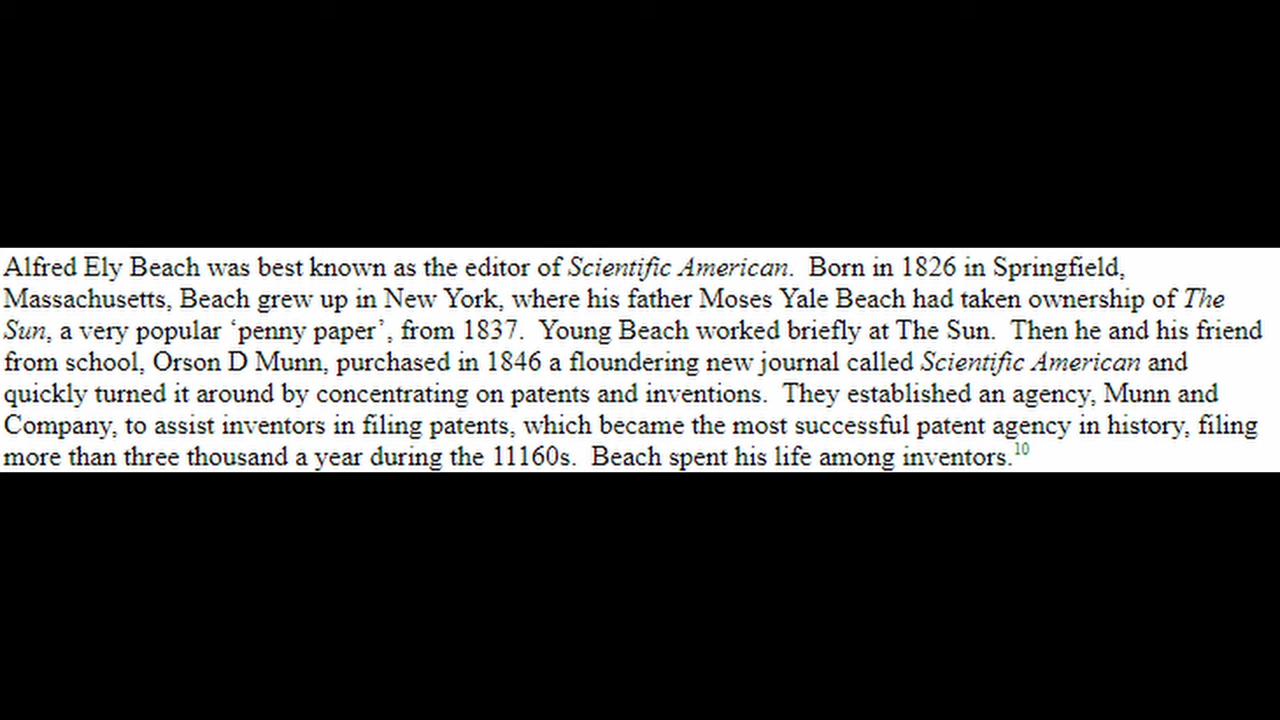 Alfred Ely Beach was best known as the editor of Scientific American.  Born in 1826 in Springfield,
Massachusetts, Beach grew up in New York, where his father Moses Yale Beach had taken ownership of The
Sun, a very popular ‘penny paper’, from 1837.  Young Beach worked briefly at The Sun.  Then he and his friend
from school, Orson D Munn, purchased in 1846 a floundering new journal called Scientific American and
quickly turned it around by concentrating on patents and inventions.  They established an agency, Munn and
Company, to assist inventors in filing patents, which became the most successful patent agency in history, filing
more than three thousand a year during the 11160s.  Beach spent his life among inventors.10